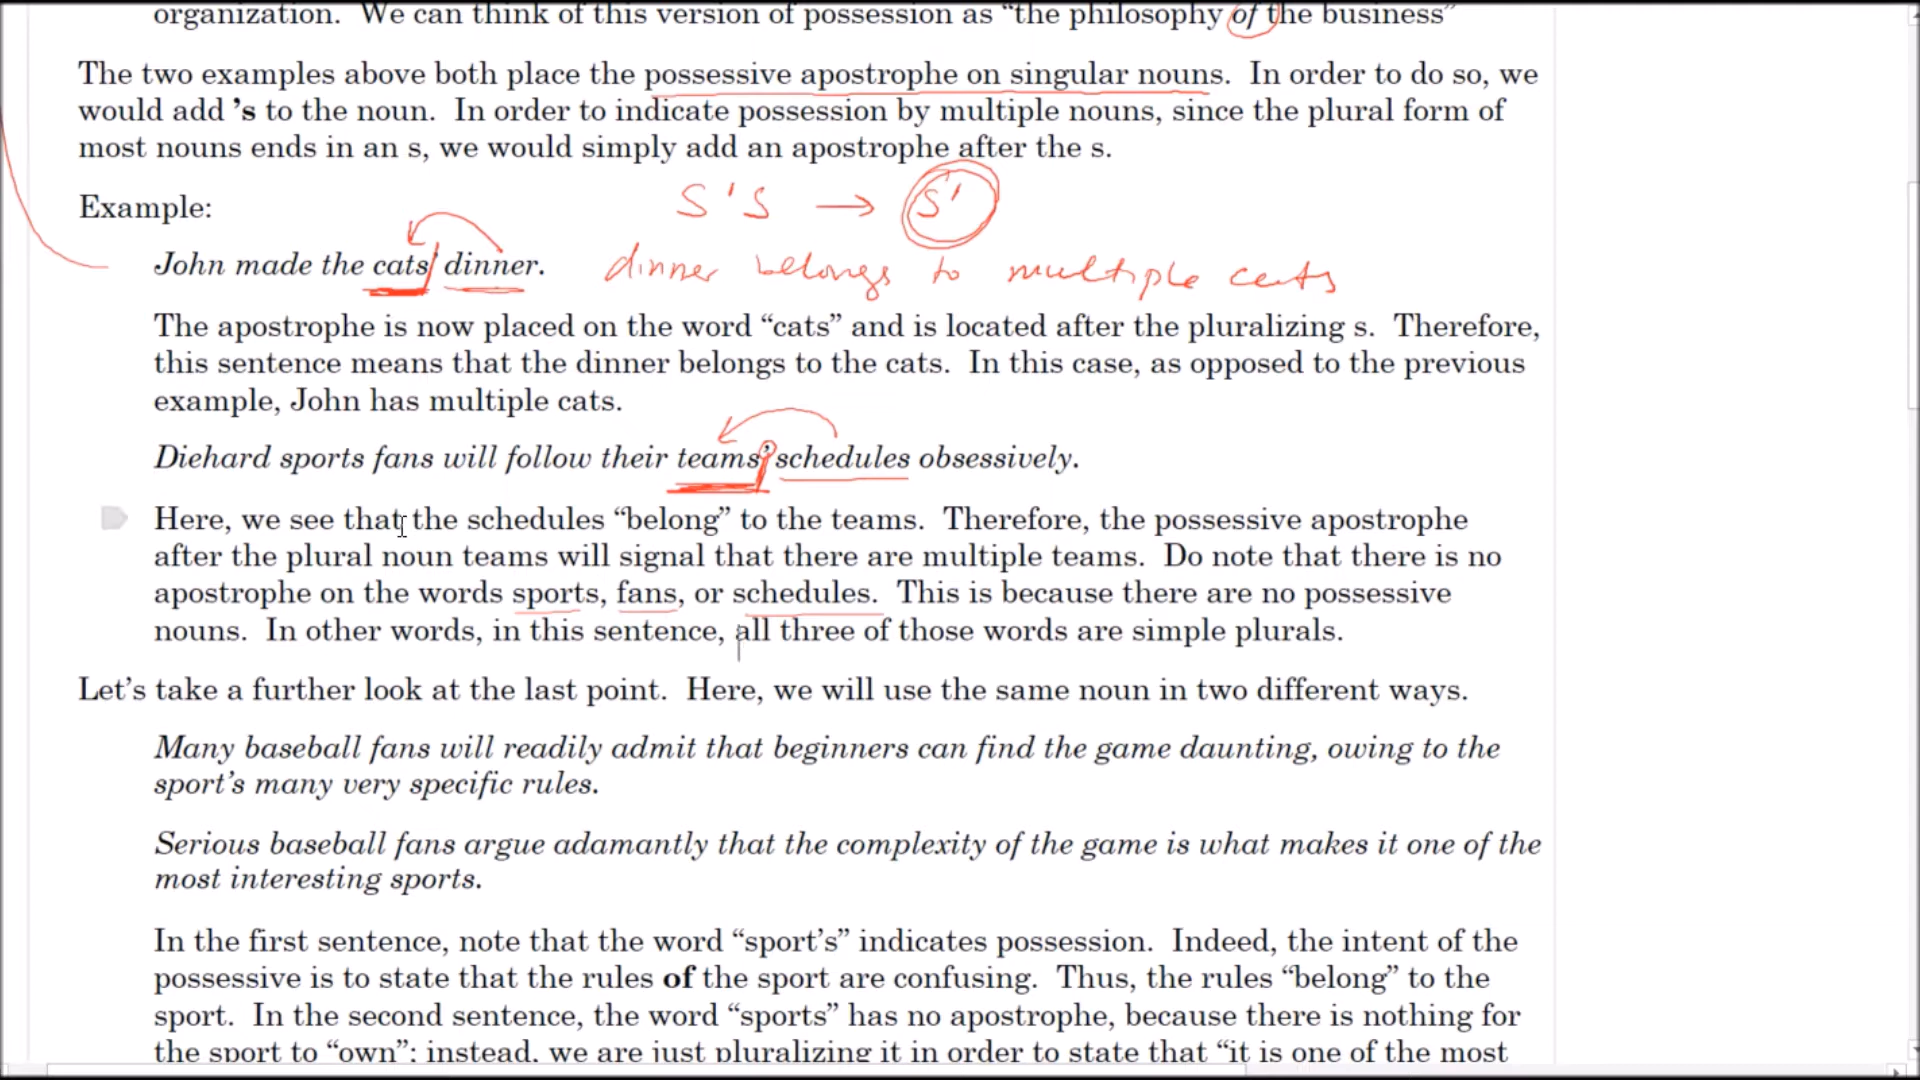 organization.  We can think of this version of possession as “the philosophy of the business”
The two examples above both place the possessive apostrophe on singular nouns.  In order to do so, we
would add ’s to the noun.  In order to indicate possession by multiple nouns, since the plural form of
most nouns ends in an s, we would simply add an apostrophe after the s.
S's → s'
Example:
John made the cats’ dinner.
dinner belongs to multiple cats
The apostrophe is now placed on the word “cats” and is located after the pluralizing s.  Therefore,
this sentence means that the dinner belongs to the cats.  In this case, as opposed to the previous
example, John has multiple cats.
Diehard sports fans will follow their teams’ schedules obsessively.
Here, we see that the schedules “belong” to the teams.  Therefore, the possessive apostrophe
after the plural noun teams will signal that there are multiple teams.  Do note that there is no
apostrophe on the words sports, fans, or schedules.  This is because there are no possessive
nouns.  In other words, in this sentence, all three of those words are simple plurals.
Let’s take a further look at the last point.  Here, we will use the same noun in two different ways.
Many baseball fans will readily admit that beginners can find the game daunting, owing to the
sport’s many very specific rules.
Serious baseball fans argue adamantly that the complexity of the game is what makes it one of the
most interesting sports.
In the first sentence, note that the word “sport’s” indicates possession.  Indeed, the intent of the
possessive is to state that the rules of the sport are confusing.  Thus, the rules “belong” to the
sport.  In the second sentence, the word “sports” has no apostrophe, because there is nothing for
the sport to “own”; instead, we are just pluralizing it in order to state that “it is one of the most